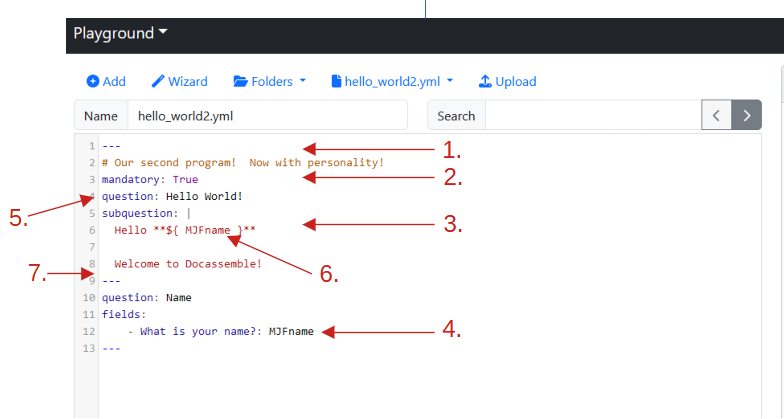 Playground
Add Wizard Folders hello_world2.yml Upload
Name hello_world2.yml Search
1 --- 1.
2 # Our second program!  Now with personality!
3 mandatory: True 2.
4 question: Hello World!
5. 5 subquestion: |
6   Hello **${ MJFname }** 3.
7
8   Welcome to Docassemble! 6.
7. 9 ---
10 question: Name
11 fields:
12     - What is your name?: MJFname 4.
13 ---